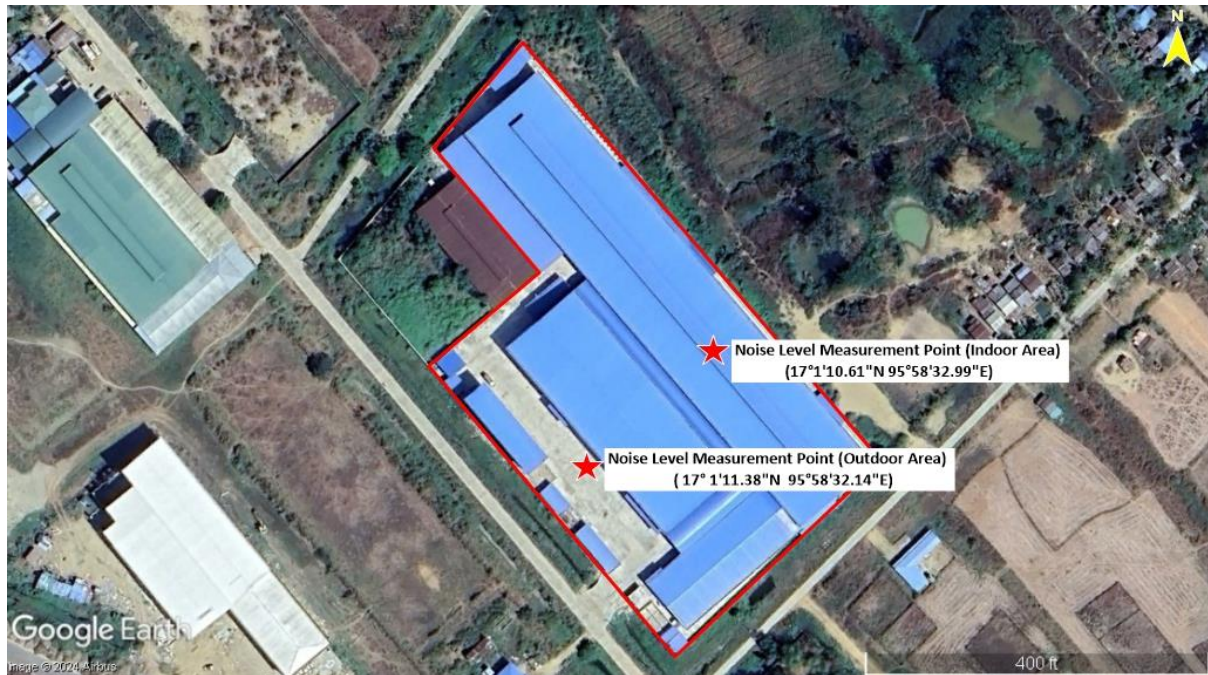 N
Noise Level Measurement Point (Indoor Area)
(17°1'10.61"N 95°58'32.99"E)
Noise Level Measurement Point (Outdoor Area)
( 17° 1'11.38"N 95°58'32.14"E)
Google Earth
Image © 2024 Airbus
400 ft